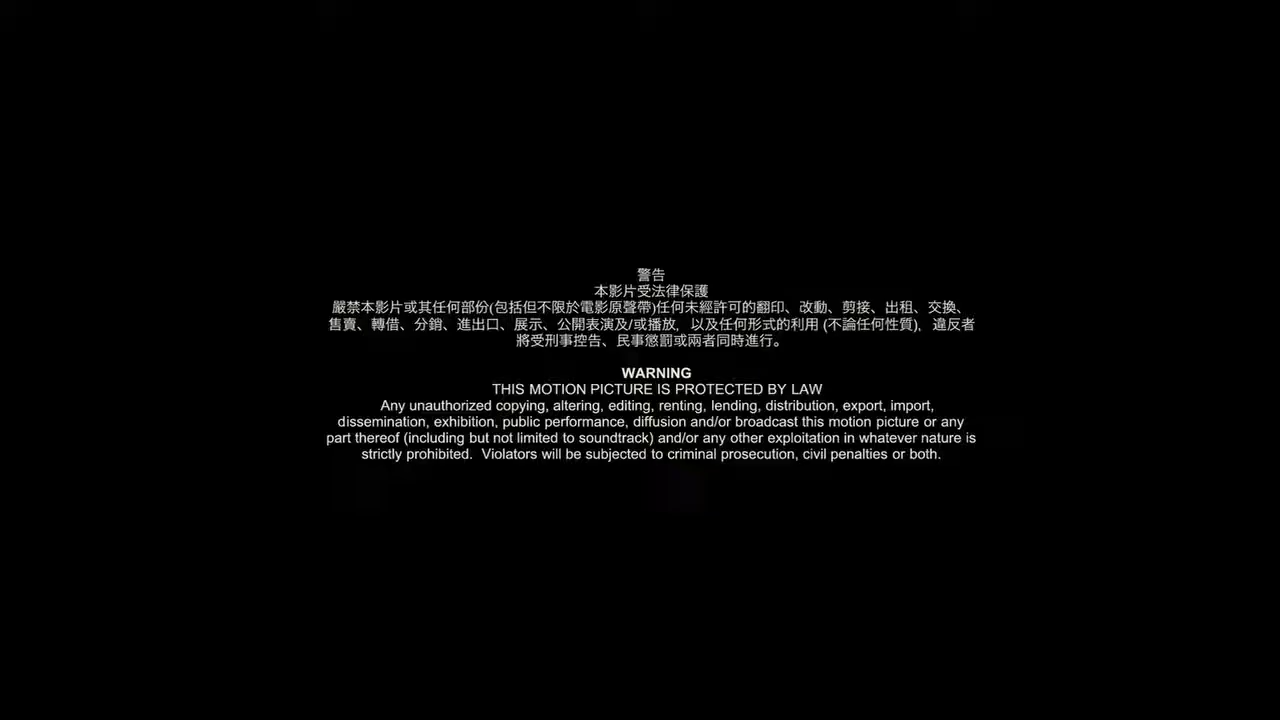 警告
本影片受法律保護
嚴禁本影片或其任何部份(包括但不限於電影原聲帶)任何未經許可的翻印、改動、剪接、出租、交換、
售賣、轉借、分銷、進出口、展示、公開表演及/或播放, 以及任何形式的利用 (不論任何性質), 違反者
將受刑事控告、民事懲罰或兩者同時進行。
WARNING
THIS MOTION PICTURE IS PROTECTED BY LAW
Any unauthorized copying, altering, editing, renting, lending, distribution, export, import,
dissemination, exhibition, public performance, diffusion and/or broadcast this motion picture or any
part thereof (including but not limited to soundtrack) and/or any other exploitation in whatever nature is
strictly prohibited.  Violators will be subjected to criminal prosecution, civil penalties or both.